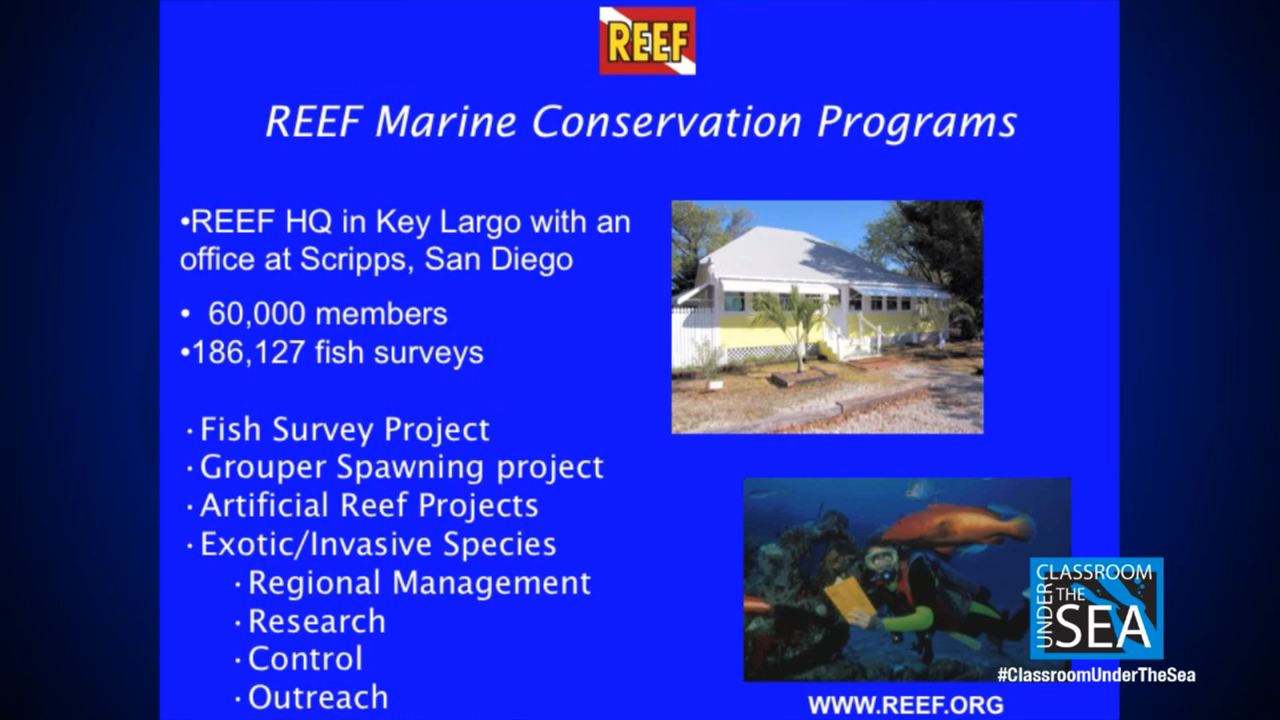 REEF
REEF Marine Conservation Programs
•REEF HQ in Key Largo with an
office at Scripps, San Diego
• 60,000 members
•186,127 fish surveys
· Fish Survey Project
· Grouper Spawning project
· Artificial Reef Projects
· Exotic/Invasive Species
· Regional Management
· Research
· Control
· Outreach
CLASSROOM
UNDER
THE
SEA
#ClassroomUnderTheSea
WWW.REEF.ORG